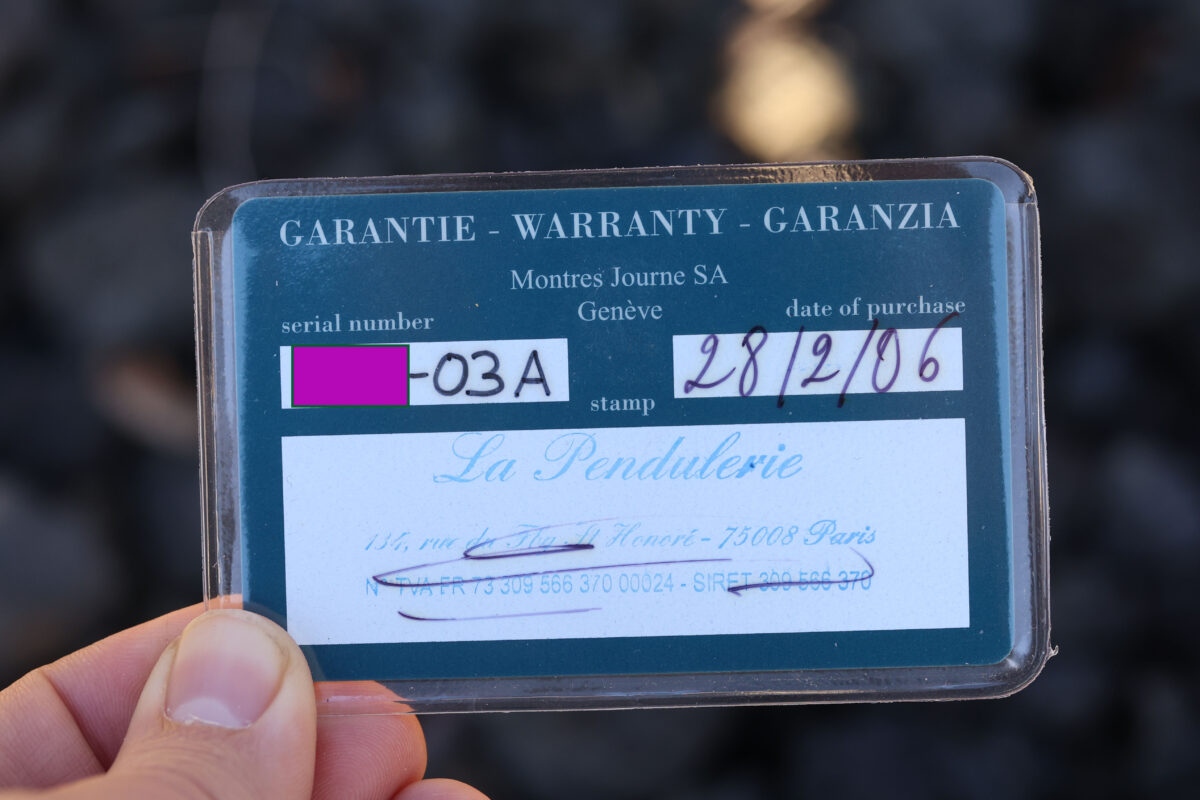 GARANTIE - WARRANTY - GARANZIA
Montres Journe SA
Genève
serial number
date of purchase
-03A
28/2/06
stamp
La Pendulerie
134, rue du Fbg St Honoré - 75008 Paris
N° TVA FR 73 309 566 370 00024 - SIRET 309 566 370